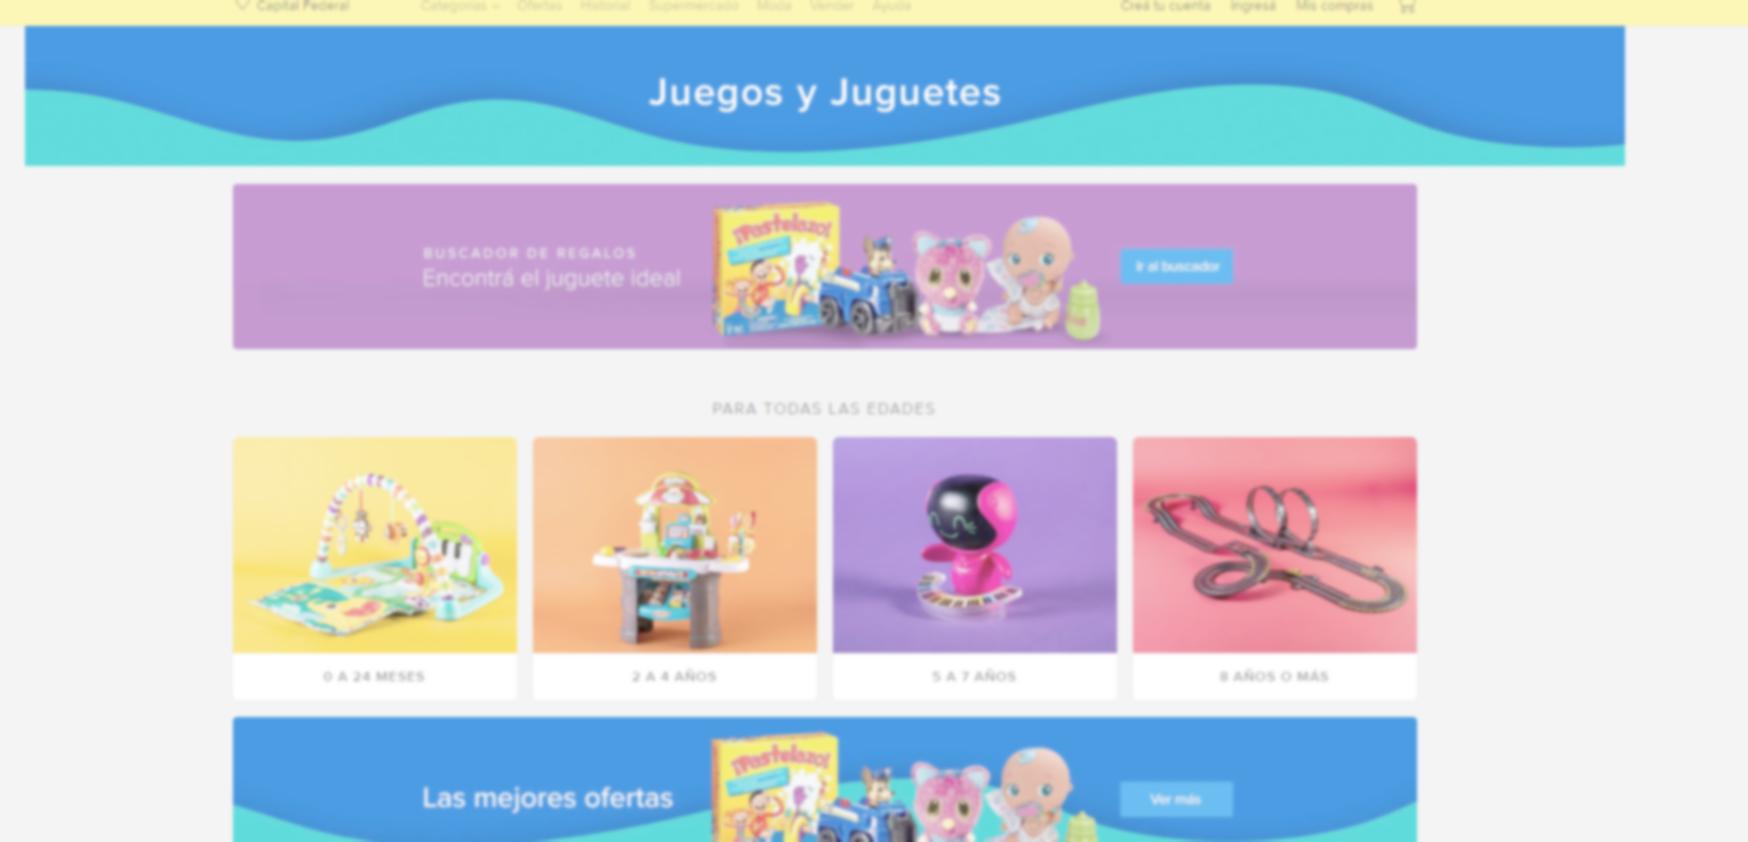 Capital Federal Categorías Ofertas Historial Supermercado Moda Vender Ayuda Creá tu cuenta Ingresá Mis compras
Juegos y Juguetes
BUSCADOR DE REGALOS
Encontrá el juguete ideal
¡Pastelazo!
Ir al buscador
PARA TODAS LAS EDADES
0 A 24 MESES
2 A 4 AÑOS
5 A 7 AÑOS
8 AÑOS O MÁS
Las mejores ofertas
¡Pastelazo!
Ver más